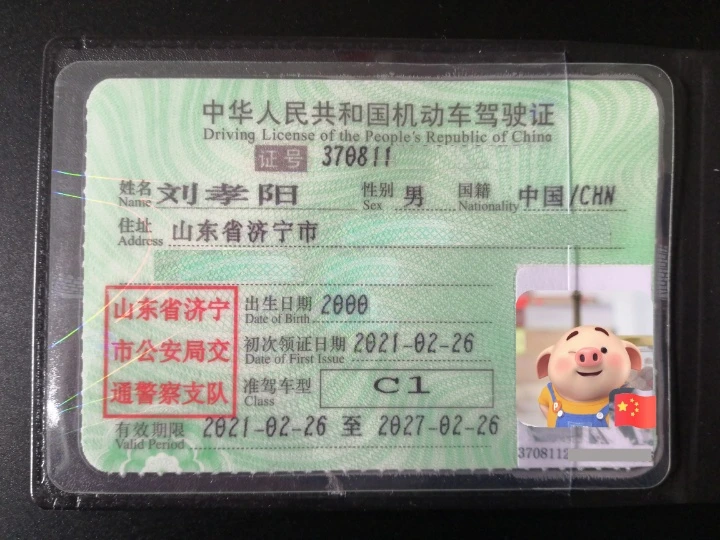 中华人民共和国机动车驾驶证
Driving License of the People's Republic of China
证号 370811
姓名 刘孝阳 性别 男 国籍 中国/CHN
Name Sex Nationality
住址 山东省济宁市
Address
山东省济宁
市公安局交
通警察支队
出生日期 2000
Date of Birth
初次领证日期 2021-02-26
Date of First Issue
准驾车型 C1
Class
有效期限 2021-02-26 至 2027-02-26
Valid Period
3708112